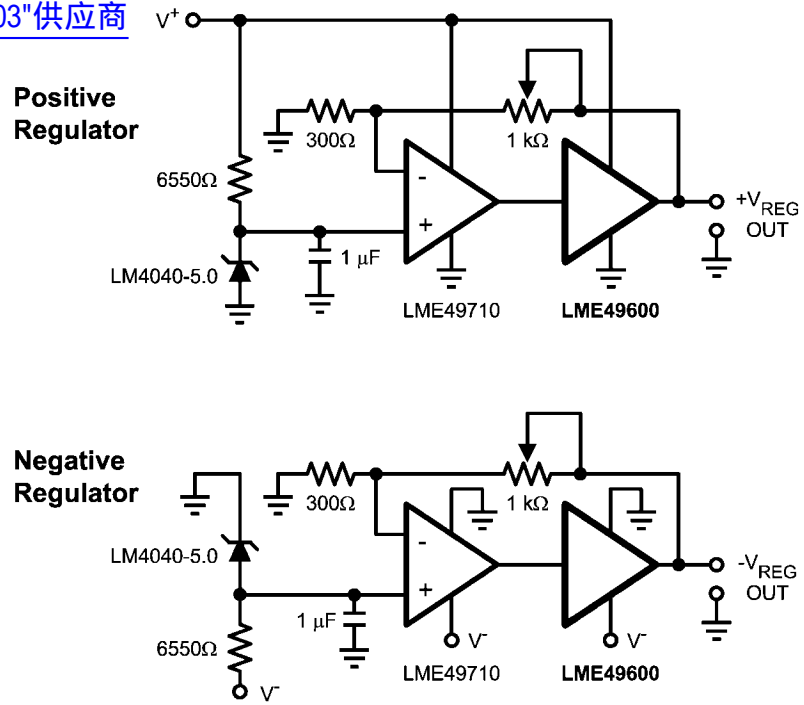 03"供应商
V+
Positive
Regulator
300Ω
1 kΩ
6550Ω
-
+
+VREG
OUT
1 μF
LM4040-5.0
LME49710
LME49600
Negative
Regulator
300Ω
1 kΩ
LM4040-5.0
-
+
-VREG
OUT
1 μF
6550Ω
V-
V-
LME49710
LME49600
V-